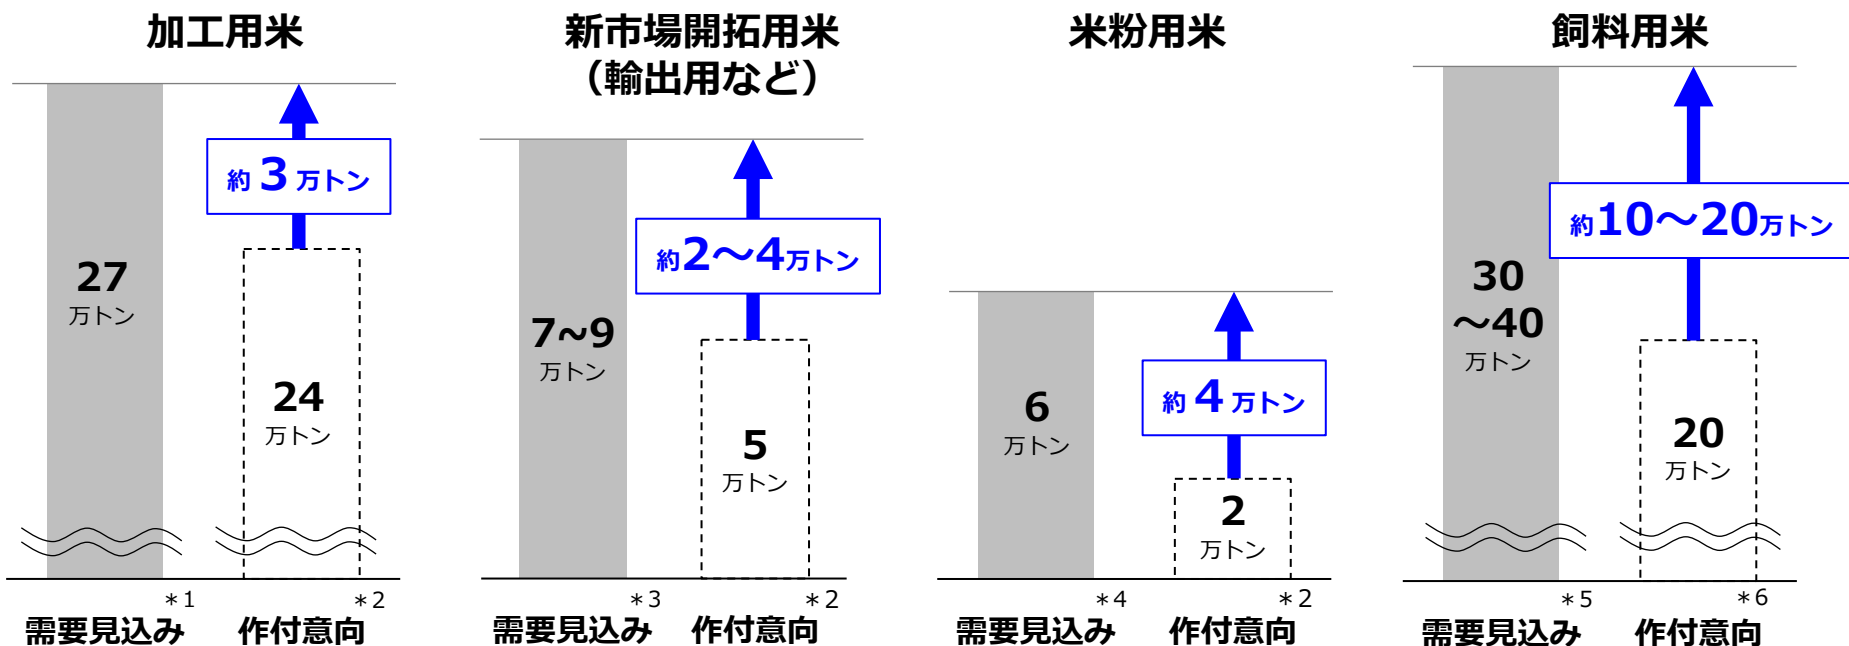 加工用米
27
万トン
約 3 万トン
24
万トン
*1
*2
需要見込み
作付意向
新市場開拓用米
（輸出用など）
7~9
万トン
約2～4万トン
5
万トン
*3
*2
需要見込み
作付意向
米粉用米
6
万トン
約 4 万トン
2
万トン
*4
*2
需要見込み
作付意向
飼料用米
30
～40
万トン
約10～20万トン
20
万トン
*5
*6
需要見込み
作付意向